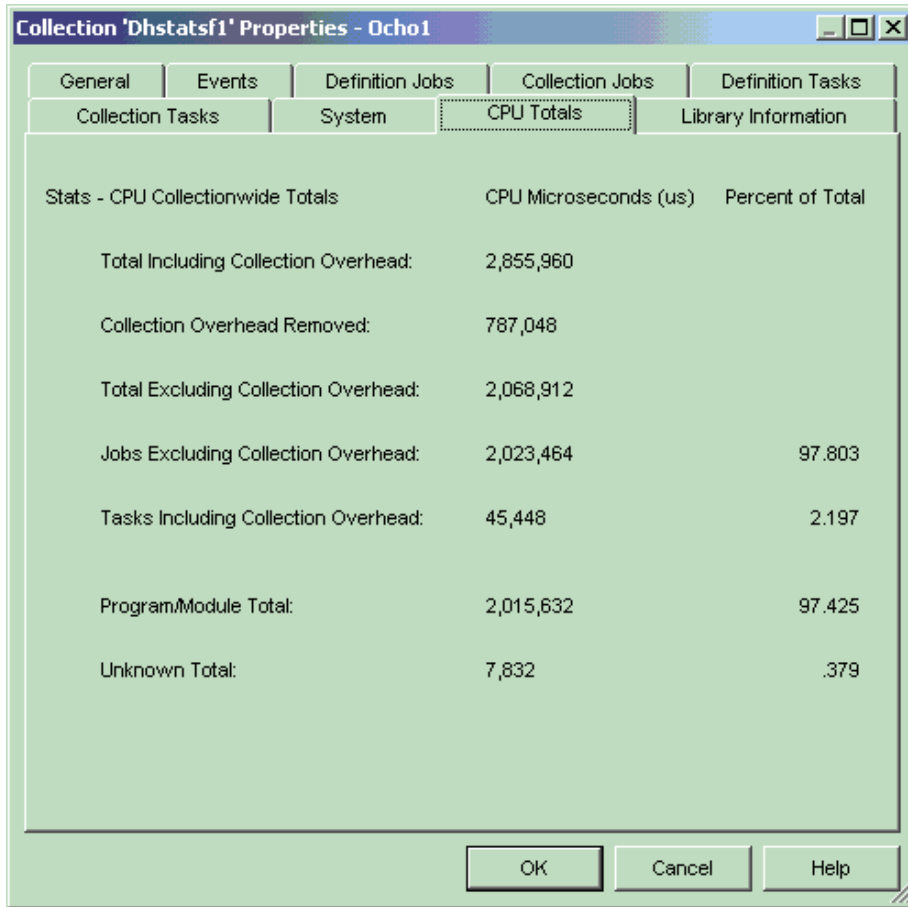 Collection 'Dhstatsf1' Properties - Ocho1
General Events Definition Jobs Collection Jobs Definition Tasks
Collection Tasks System CPU Totals Library Information
Stats - CPU Collectionwide Totals CPU Microseconds (us) Percent of Total
Total Including Collection Overhead: 2,855,960
Collection Overhead Removed: 787,048
Total Excluding Collection Overhead: 2,068,912
Jobs Excluding Collection Overhead: 2,023,464 97.803
Tasks Including Collection Overhead: 45,448 2.197
Program/Module Total: 2,015,632 97.425
Unknown Total: 7,832 .379
OK Cancel Help